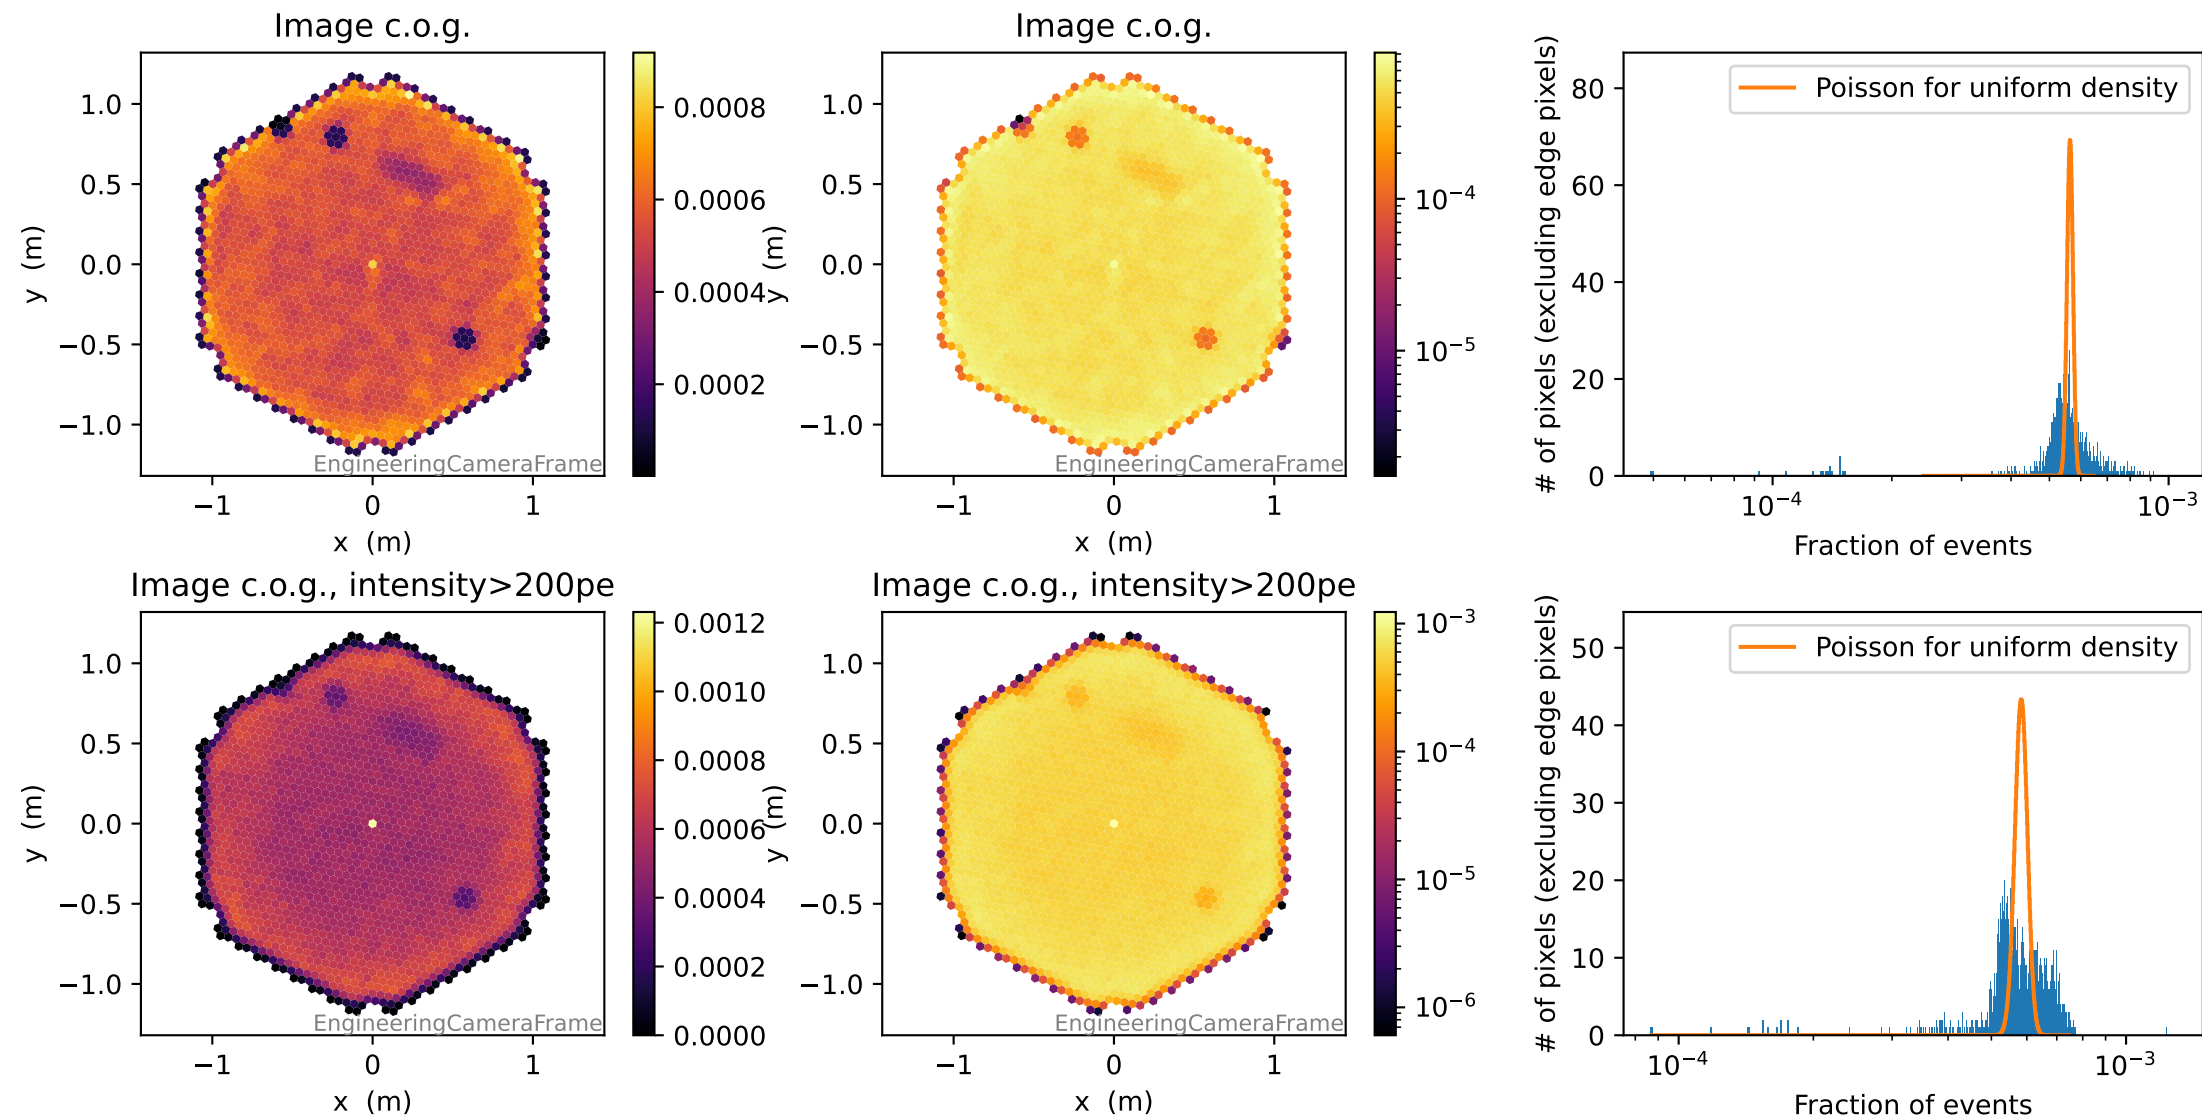 Image c.o.g.
y (m)
1.0
0.5
0.0
−0.5
−1.0
−1 0 1
x (m)
EngineeringCameraFrame
0.0008
0.0006
0.0004
0.0002
Image c.o.g.
y (m)
1.0
0.5
0.0
−0.5
−1.0
−1 0 1
x (m)
EngineeringCameraFrame
10−4
10−5
# of pixels (excluding edge pixels)
80
60
40
20
0
Poisson for uniform density
10−4 10−3
Fraction of events
Image c.o.g., intensity>200pe
y (m)
1.0
0.5
0.0
−0.5
−1.0
−1 0 1
x (m)
EngineeringCameraFrame
0.0012
0.0010
0.0008
0.0006
0.0004
0.0002
0.0000
Image c.o.g., intensity>200pe
y (m)
1.0
0.5
0.0
−0.5
−1.0
−1 0 1
x (m)
EngineeringCameraFrame
10−3
10−4
10−5
10−6
# of pixels (excluding edge pixels)
50
40
30
20
10
0
Poisson for uniform density
10−4 10−3
Fraction of events